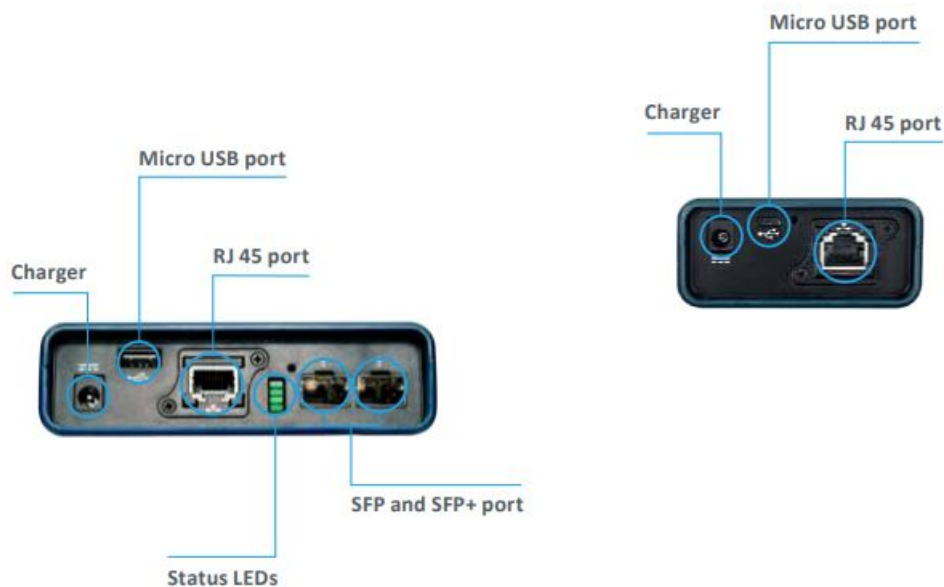 Micro USB port
Charger
RJ 45 port
Micro USB port
RJ 45 port
Charger
SFP and SFP+ port
Status LEDs